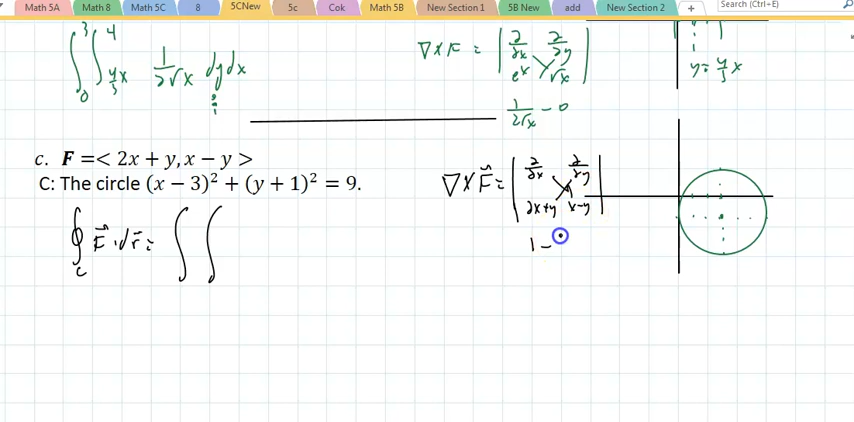 Math 5A Math 8 Math 5C 8 5CNew 5c Cok Math 5B New Section 1 5B New add New Section 2 + Search (Ctrl+E)
∫₀³ ∫_{4/3 x}^4 1/2√x dy dx
∇ × F = | ∂/∂x ∂/∂y |
| eˣ √x |
1/2√x − 0
y = 4/3 x
c. F =< 2x + y, x − y >
C: The circle (x − 3)² + (y + 1)² = 9.
∇ × F⃗ = | ∂/∂x ∂/∂y |
| 2x+y x−y |
1 −
∮_C F⃗ · dr⃗ = ∫ ∫